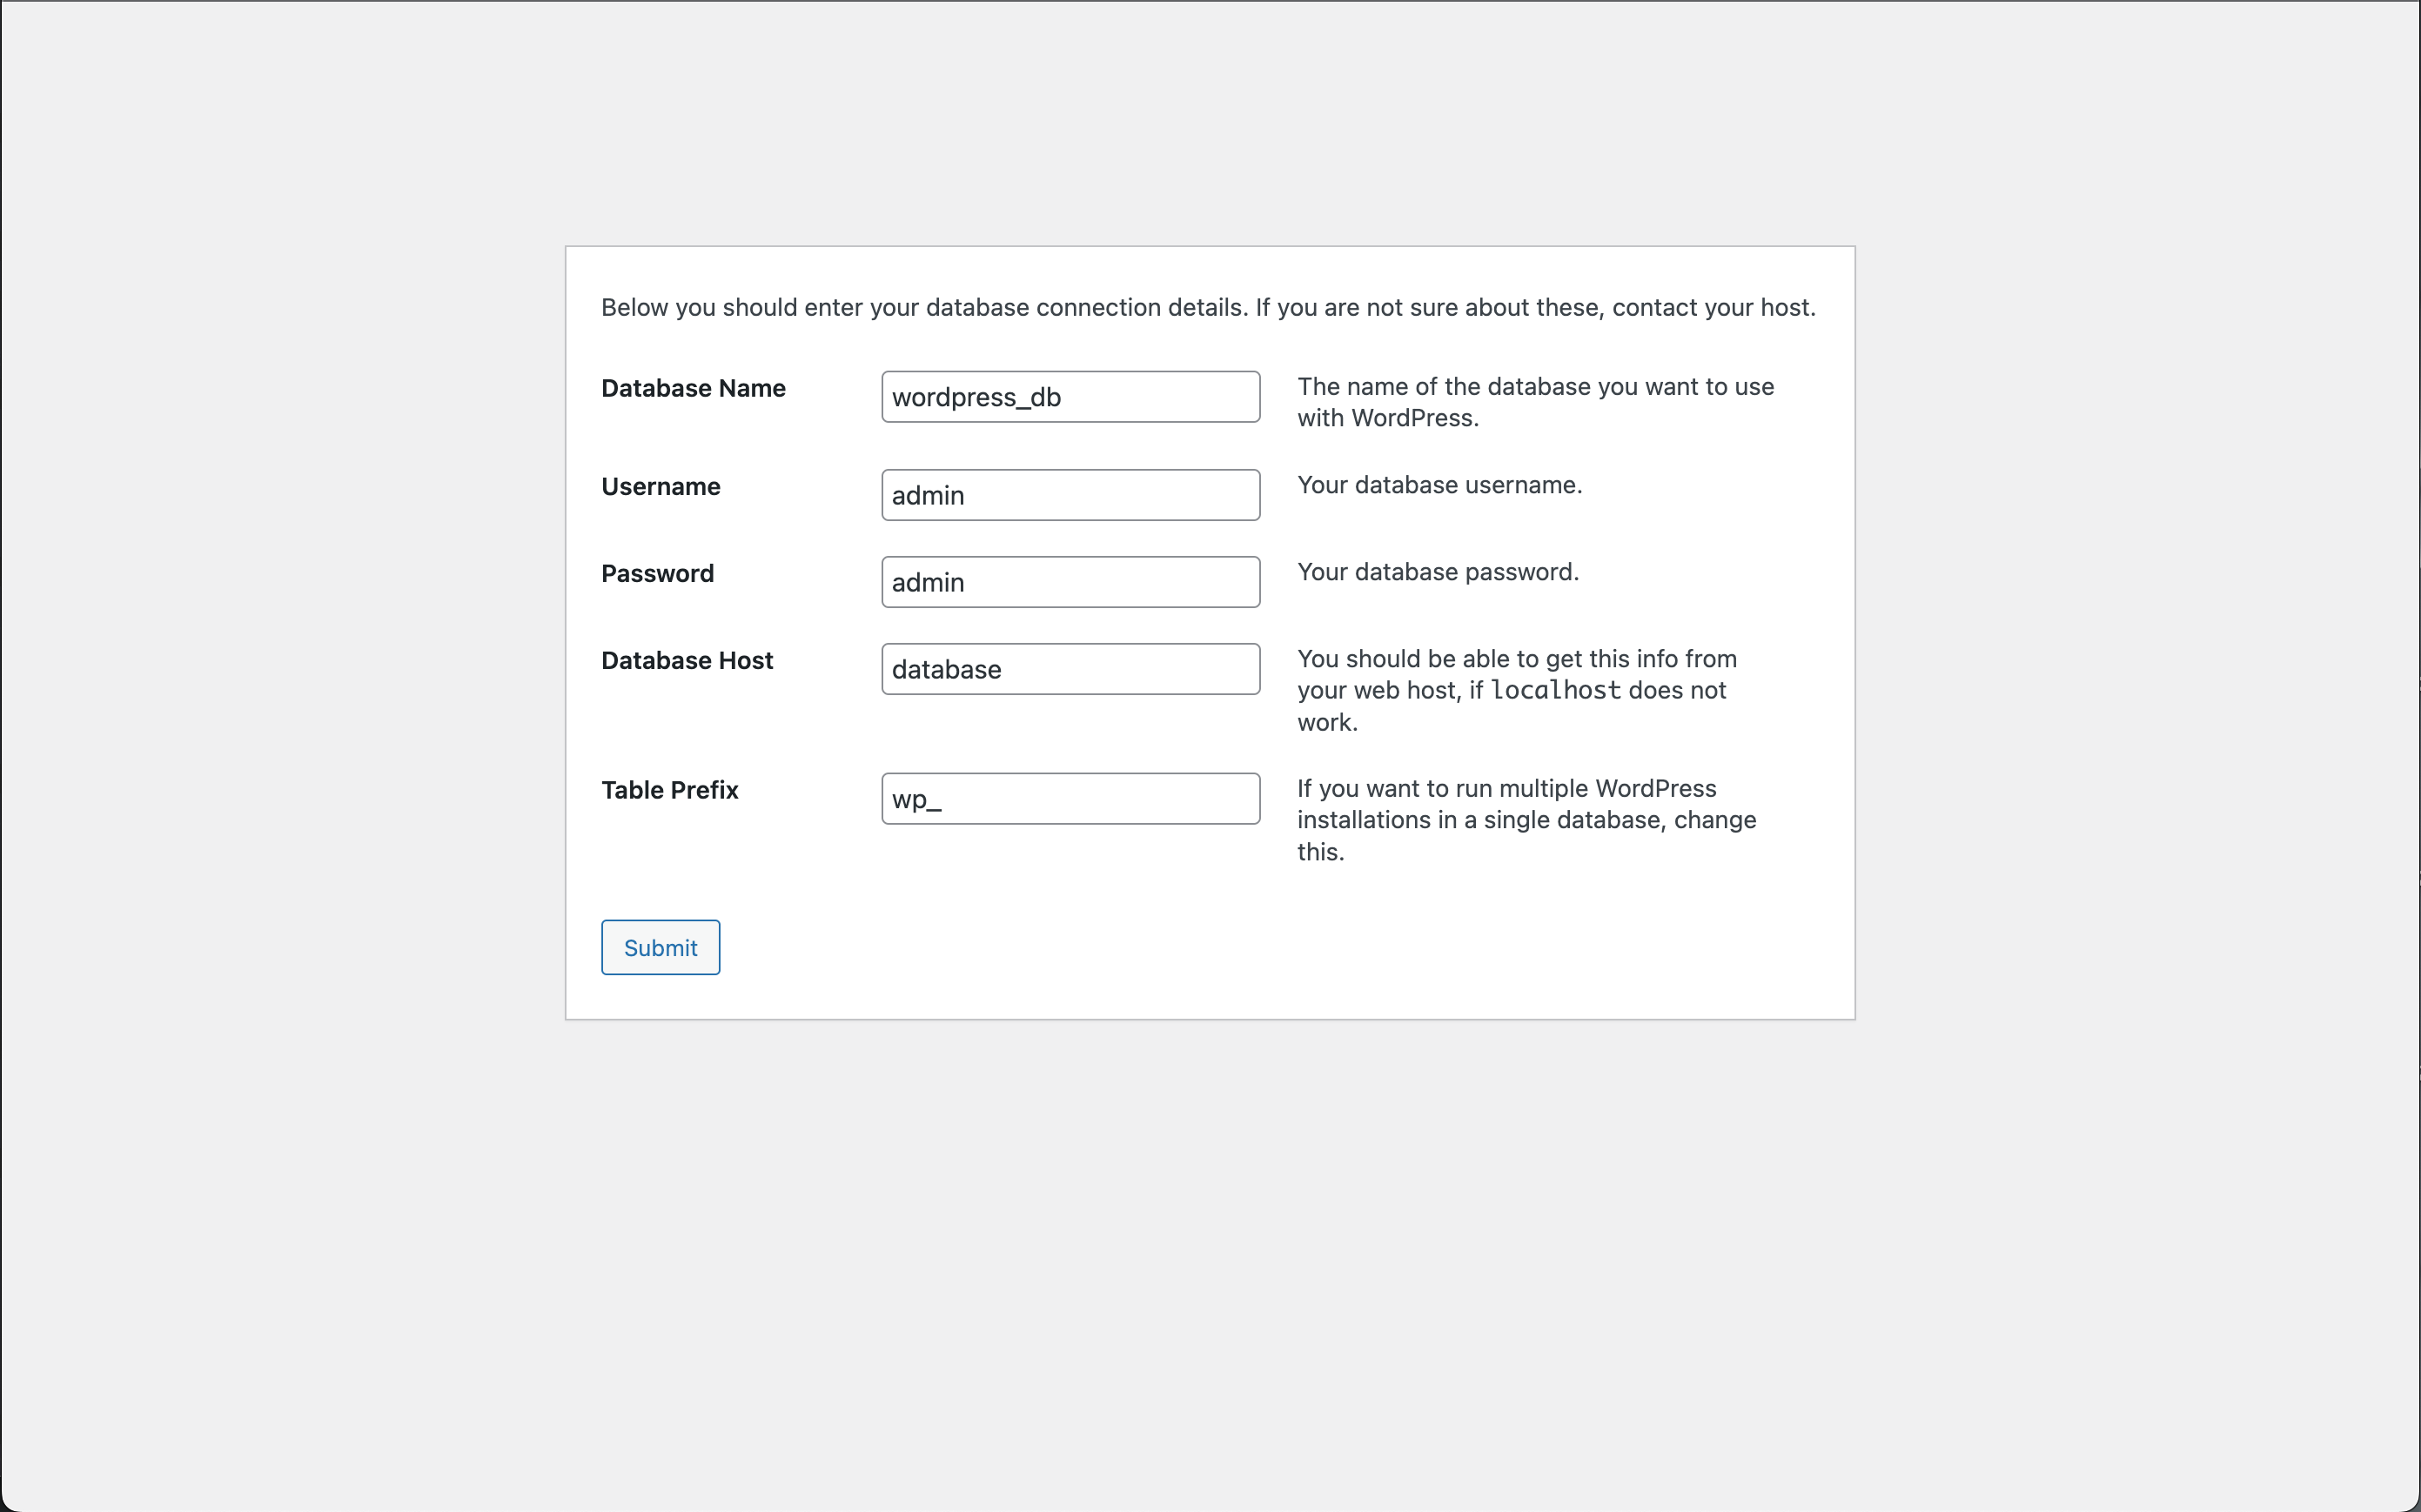 Below you should enter your database connection details. If you are not sure about these, contact your host.
Database Name
wordpress_db
The name of the database you want to use
with WordPress.
Username
admin
Your database username.
Password
admin
Your database password.
Database Host
database
You should be able to get this info from
your web host, if localhost does not
work.
Table Prefix
wp_
If you want to run multiple WordPress
installations in a single database, change
this.
Submit